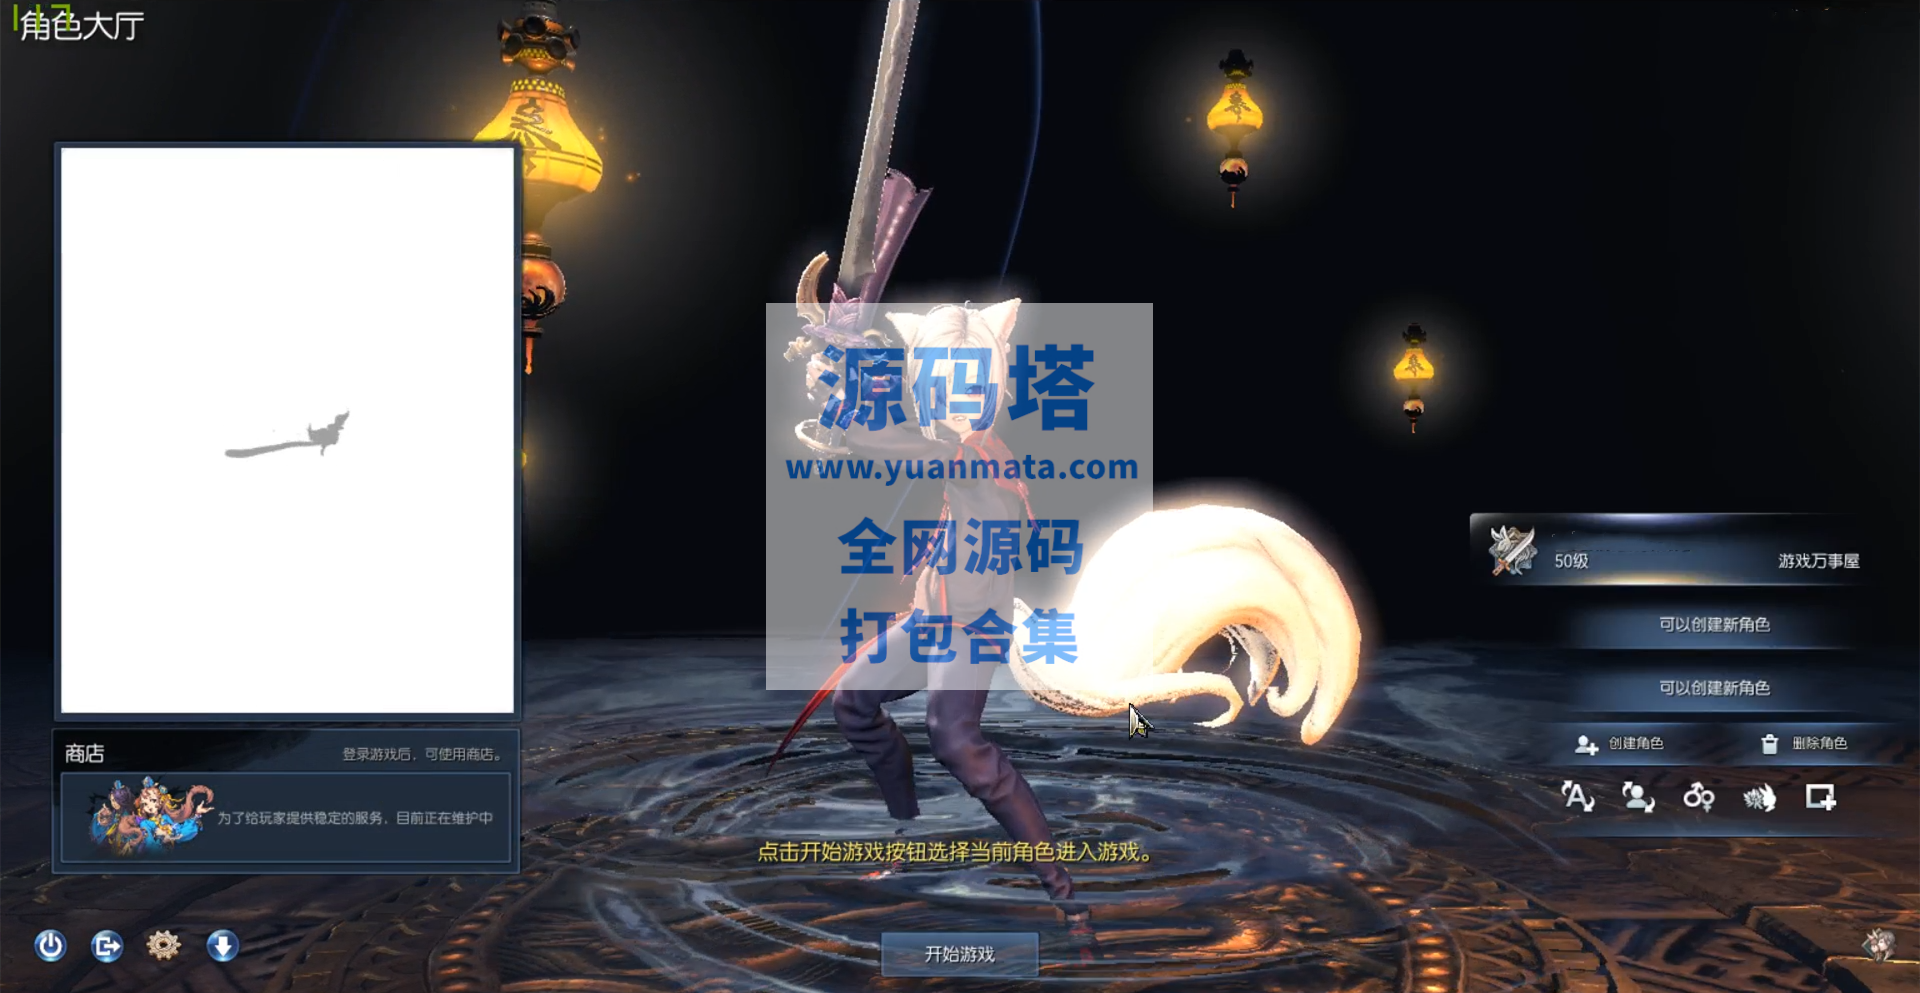 角色大厅
117
源码塔
www.yuanmata.com
全网源码
打包合集
50级
游戏万事屋
可以创建新角色
可以创建新角色
创建角色
删除角色
商店
登录游戏后，可使用商店。
为了给玩家提供稳定的服务，目前正在维护中
点击开始游戏按钮选择当前角色进入游戏。
开始游戏